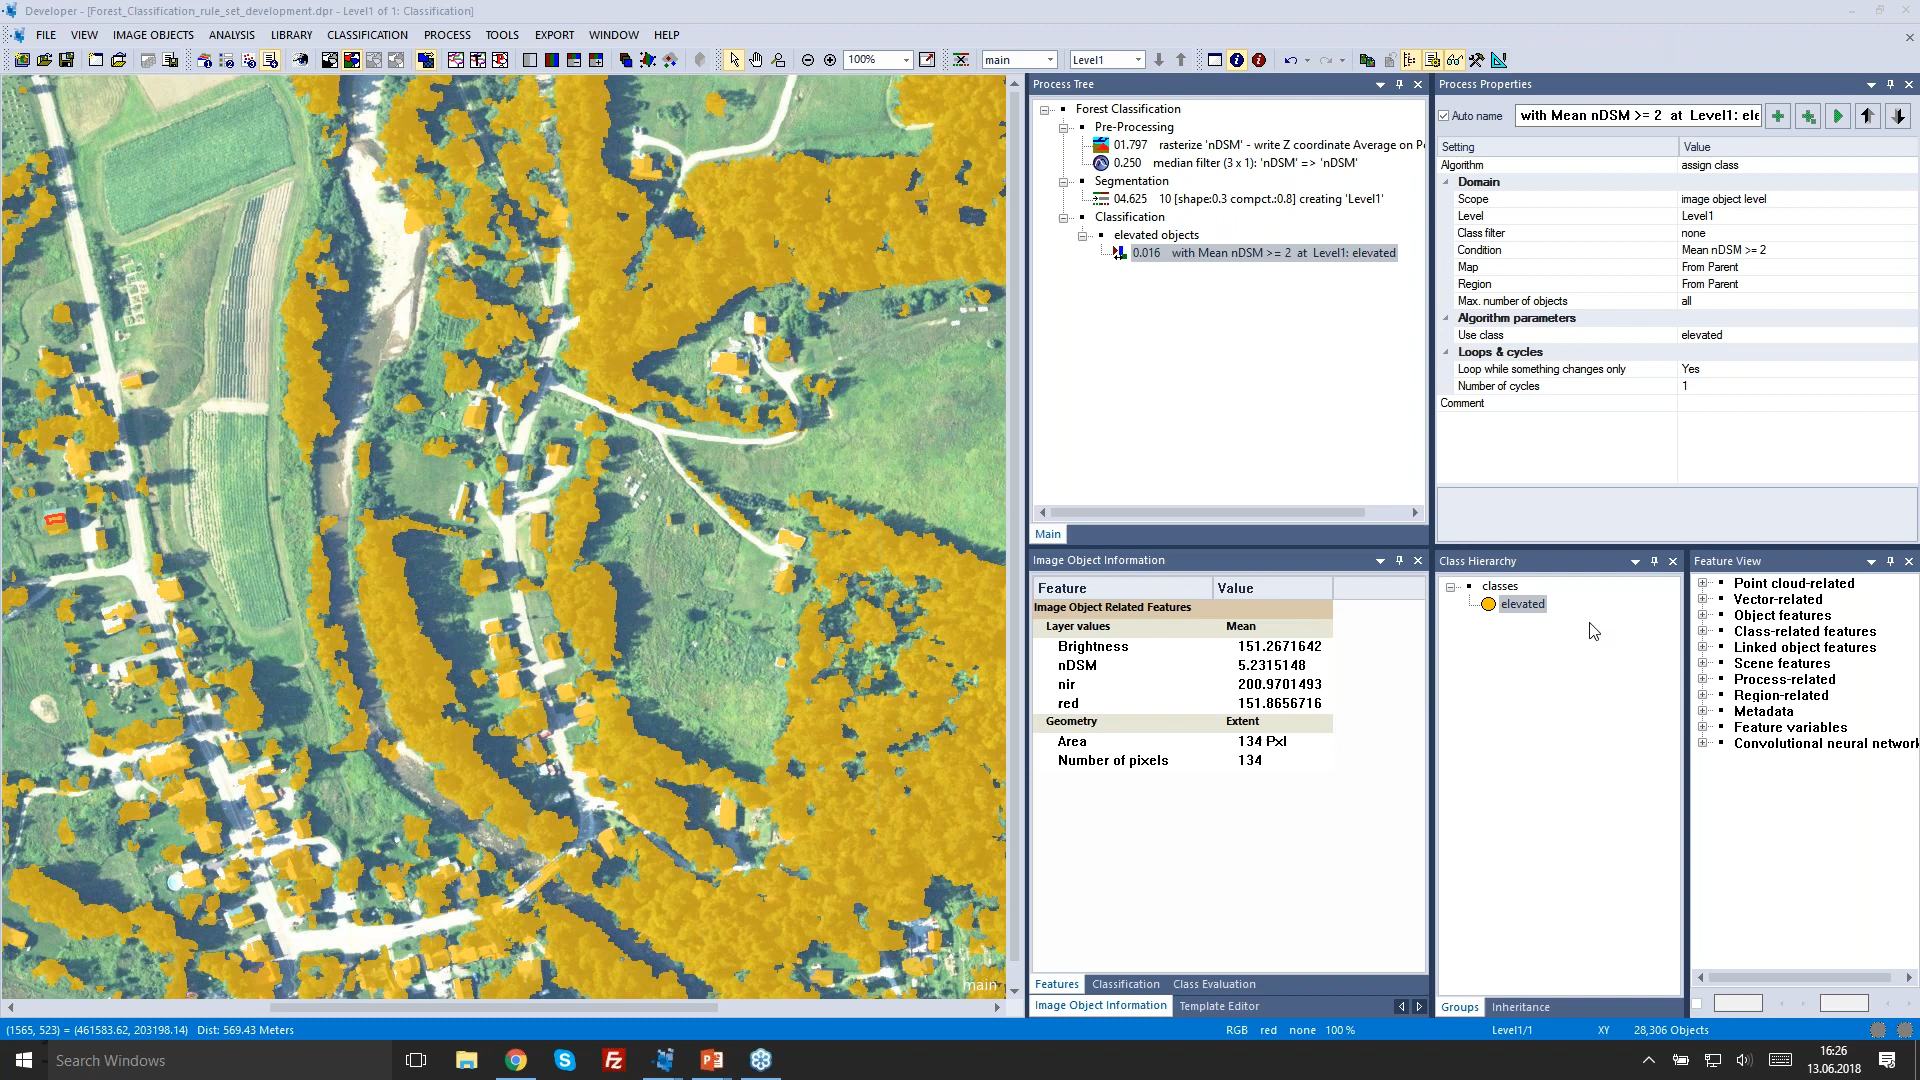 Developer - [Forest_Classification_rule_set_development.dpr - Level1 of 1: Classification]
FILE VIEW IMAGE OBJECTS ANALYSIS LIBRARY CLASSIFICATION PROCESS TOOLS EXPORT WINDOW HELP
100% main Level1
Process Tree
Forest Classification
Pre-Processing
01.797 rasterize 'nDSM' - write Z coordinate Average on P
0.250 median filter (3 x 1): 'nDSM' => 'nDSM'
Segmentation
04.625 10 [shape:0.3 compct.:0.8] creating 'Level1'
Classification
elevated objects
0.016 with Mean nDSM >= 2 at Level1: elevated
Main
Process Properties
Auto name with Mean nDSM >= 2 at Level1: ele
Setting Value
Algorithm assign class
Domain
Scope image object level
Level Level1
Class filter none
Condition Mean nDSM >= 2
Map From Parent
Region From Parent
Max. number of objects all
Algorithm parameters
Use class elevated
Loops & cycles
Loop while something changes only Yes
Number of cycles 1
Comment
Image Object Information
Feature Value
Image Object Related Features
Layer values Mean
Brightness 151.2671642
nDSM 5.2315148
nir 200.9701493
red 151.8656716
Geometry Extent
Area 134 Pxl
Number of pixels 134
Features Classification Class Evaluation
Image Object Information Template Editor
Class Hierarchy
classes
elevated
Groups Inheritance
Feature View
Point cloud-related
Vector-related
Object features
Class-related features
Linked object features
Scene features
Process-related
Region-related
Metadata
Feature variables
Convolutional neural network
main
(1565, 523) = (461583.62, 203198.14) Dist: 569.43 Meters
RGB red none 100 % Level1/1 XY 28,306 Objects
Search Windows
16:26
13.06.2018